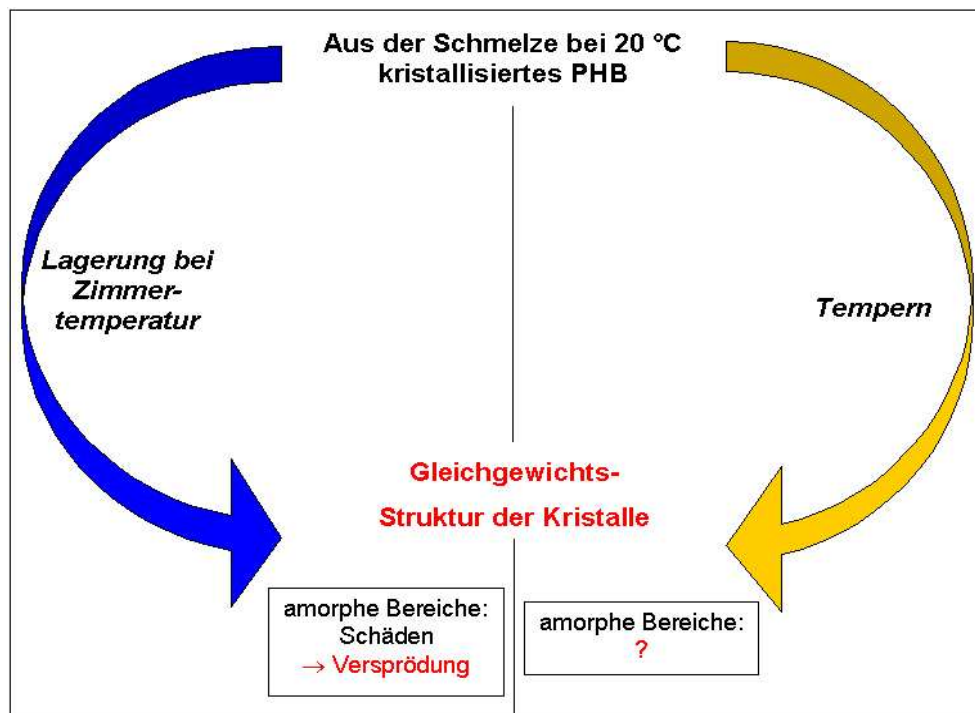 Aus der Schmelze bei 20 °C
kristallisiertes PHB
Lagerung bei
Zimmer-
temperatur
Tempern
Gleichgewichts-
Struktur der Kristalle
amorphe Bereiche:
Schäden
→ Versprödung
amorphe Bereiche:
?